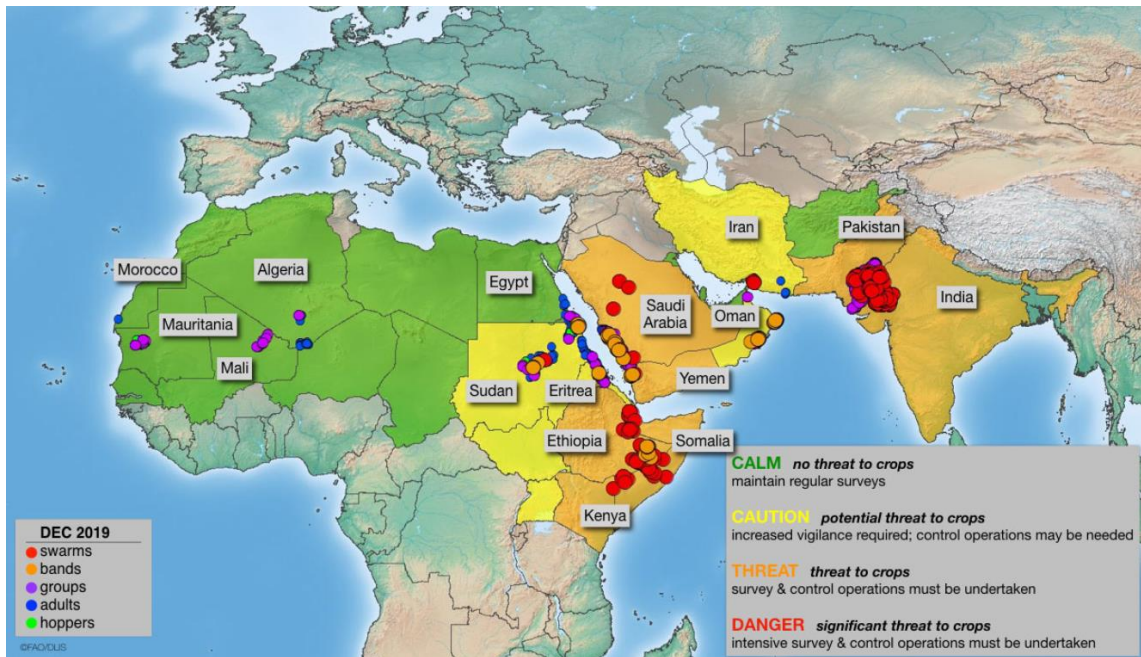 Iran
Pakistan
Morocco
Algeria
Egypt
Saudi
Arabia
Oman
India
Mauritania
Mali
Sudan
Eritrea
Yemen
Ethiopia
Somalia
Kenya
DEC 2019
swarms
bands
groups
adults
hoppers
©FAO/DLIS
CALM no threat to crops
maintain regular surveys
CAUTION potential threat to crops
increased vigilance required; control operations may be needed
THREAT threat to crops
survey & control operations must be undertaken
DANGER significant threat to crops
intensive survey & control operations must be undertaken